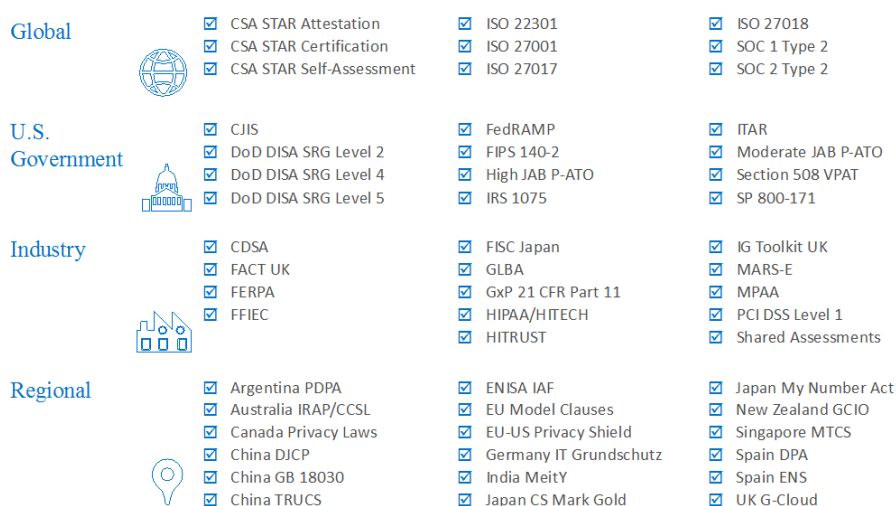 Global
CSA STAR Attestation
CSA STAR Certification
CSA STAR Self-Assessment
ISO 22301
ISO 27001
ISO 27017
ISO 27018
SOC 1 Type 2
SOC 2 Type 2
U.S.
Government
CJIS
DoD DISA SRG Level 2
DoD DISA SRG Level 4
DoD DISA SRG Level 5
FedRAMP
FIPS 140-2
High JAB P-ATO
IRS 1075
ITAR
Moderate JAB P-ATO
Section 508 VPAT
SP 800-171
Industry
CDSA
FACT UK
FERPA
FFIEC
FISC Japan
GLBA
GxP 21 CFR Part 11
HIPAA/HITECH
HITRUST
IG Toolkit UK
MARS-E
MPAA
PCI DSS Level 1
Shared Assessments
Regional
Argentina PDPA
Australia IRAP/CCSL
Canada Privacy Laws
China DJCP
China GB 18030
China TRUCS
ENISA IAF
EU Model Clauses
EU-US Privacy Shield
Germany IT Grundschutz
India MeitY
Japan CS Mark Gold
Japan My Number Act
New Zealand GCIO
Singapore MTCS
Spain DPA
Spain ENS
UK G-Cloud